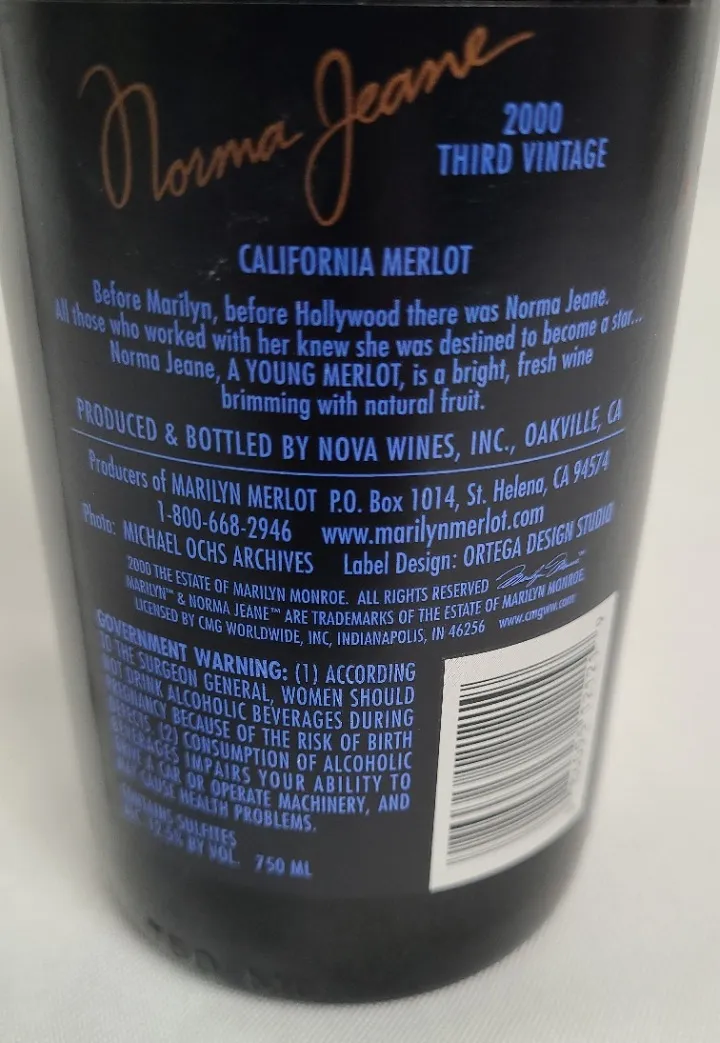 Norma Jeane
2000
THIRD VINTAGE
CALIFORNIA MERLOT
Before Marilyn, before Hollywood there was Norma Jeane.
All those who worked with her knew she was destined to become a star...
Norma Jeane, A YOUNG MERLOT, is a bright, fresh wine
brimming with natural fruit.
PRODUCED & BOTTLED BY NOVA WINES, INC., OAKVILLE, CA
Producers of MARILYN MERLOT P.O. Box 1014, St. Helena, CA 94574
1-800-668-2946 www.marilynmerlot.com
Photo: MICHAEL OCHS ARCHIVES Label Design: ORTEGA DESIGN STUDIO
2000 THE ESTATE OF MARILYN MONROE. ALL RIGHTS RESERVED Marilyn Monroe™
MARILYN™ & NORMA JEANE™ ARE TRADEMARKS OF THE ESTATE OF MARILYN MONROE.
LICENSED BY CMG WORLDWIDE, INC, INDIANAPOLIS, IN 46256 www.cmgww.com
GOVERNMENT WARNING: (1) ACCORDING
TO THE SURGEON GENERAL, WOMEN SHOULD
NOT DRINK ALCOHOLIC BEVERAGES DURING
PREGNANCY BECAUSE OF THE RISK OF BIRTH
DEFECTS. (2) CONSUMPTION OF ALCOHOLIC
BEVERAGES IMPAIRS YOUR ABILITY TO
DRIVE A CAR OR OPERATE MACHINERY, AND
MAY CAUSE HEALTH PROBLEMS.
CONTAINS SULFITES
ALC. 12.5% BY VOL. 750 ML